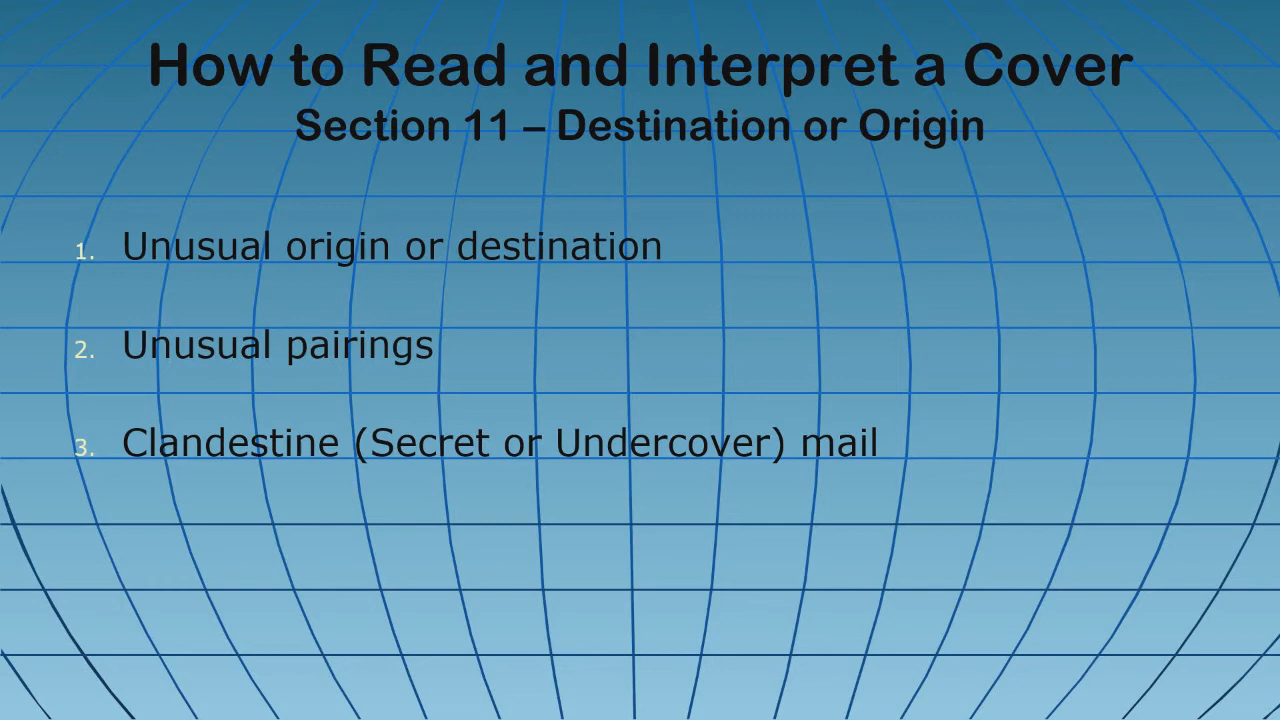 How to Read and Interpret a Cover
Section 11 – Destination or Origin
1. Unusual origin or destination
2. Unusual pairings
3. Clandestine (Secret or Undercover) mail